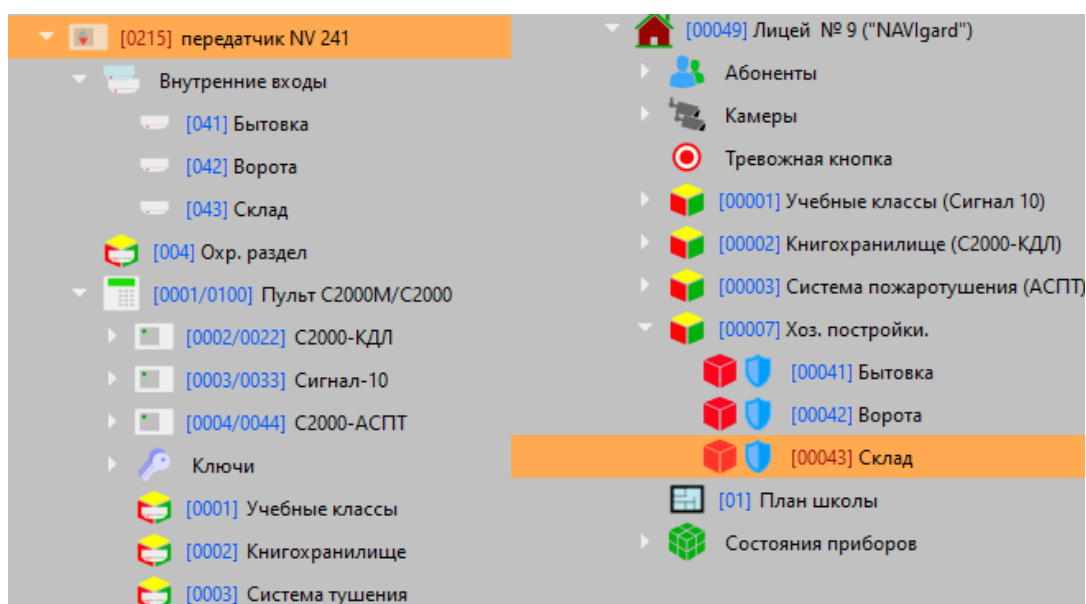 [0215] передатчик NV 241
Внутренние входы
[041] Бытовка
[042] Ворота
[043] Склад
[004] Охр. раздел
[0001/0100] Пульт С2000М/С2000
[0002/0022] С2000-КДЛ
[0003/0033] Сигнал-10
[0004/0044] С2000-АСПТ
Ключи
[0001] Учебные классы
[0002] Книгохранилище
[0003] Система тушения
[00049] Лицей № 9 ("NAVIgard")
Абоненты
Камеры
Тревожная кнопка
[00001] Учебные классы (Сигнал 10)
[00002] Книгохранилище (С2000-КДЛ)
[00003] Система пожаротушения (АСПТ)
[00007] Хоз. постройки.
[00041] Бытовка
[00042] Ворота
[00043] Склад
[01] План школы
Состояния приборов